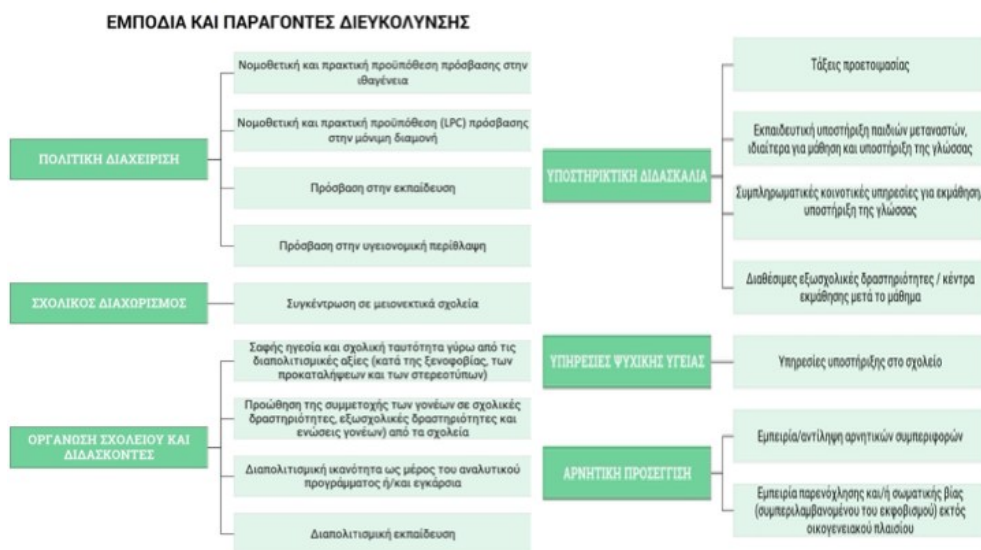 ΕΜΠΟΔΙΑ ΚΑΙ ΠΑΡΑΓΟΝΤΕΣ ΔΙΕΥΚΟΛΥΝΣΗΣ
ΠΟΛΙΤΙΚΗ ΔΙΑΧΕΙΡΙΣΗ
Νομοθετική και πρακτική προϋπόθεση πρόσβασης στην
ιθαγένεια
Νομοθετική και πρακτική προϋπόθεση (LPC) πρόσβασης
στην μόνιμη διαμονή
Πρόσβαση στην εκπαίδευση
Πρόσβαση στην υγειονομική περίθλαψη
ΣΧΟΛΙΚΟΣ ΔΙΑΧΩΡΙΣΜΟΣ
Συγκέντρωση σε μειονεκτικά σχολεία
ΟΡΓΑΝΩΣΗ ΣΧΟΛΕΙΟΥ ΚΑΙ
ΔΙΔΑΣΚΟΝΤΕΣ
Σαφής ηγεσία και σχολική ταυτότητα γύρω από τις
διαπολιτισμικές αξίες (κατά της ξενοφοβίας, των
προκαταλήψεων και των στερεοτύπων)
Προώθηση της συμμετοχής των γονέων σε σχολικές
δραστηριότητες, εξωσχολικές δραστηριότητες και
ενώσεις γονέων) από τα σχολεία
Διαπολιτισμική ικανότητα ως μέρος του αναλυτικού
προγράμματος ή/και εγκάρσια
Διαπολιτισμική εκπαίδευση
ΥΠΟΣΤΗΡΙΚΤΙΚΗ ΔΙΔΑΣΚΑΛΙΑ
Τάξεις προετοιμασίας
Εκπαιδευτική υποστήριξη παιδιών μεταναστών,
ιδιαίτερα για μάθηση και υποστήριξη της γλώσσας
Συμπληρωματικές κοινοτικές υπηρεσίες για εκμάθηση/
υποστήριξη της γλώσσας
Διαθέσιμες εξωσχολικές δραστηριότητες / κέντρα
εκμάθησης μετά το μάθημα
ΥΠΗΡΕΣΙΕΣ ΨΥΧΙΚΗΣ ΥΓΕΙΑΣ
Υπηρεσίες υποστήριξης στο σχολείο
ΑΡΝΗΤΙΚΗ ΠΡΟΣΕΓΓΙΣΗ
Εμπειρία/αντίληψη αρνητικών συμπεριφορών
Εμπειρία παρενόχλησης και/ή σωματικής βίας
(συμπεριλαμβανομένου του εκφοβισμού) εκτός
οικογενειακού πλαισίου